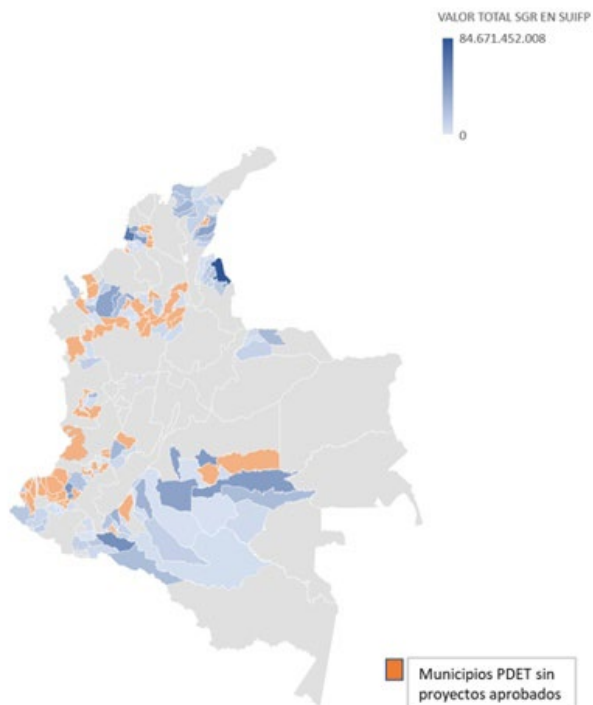 VALOR TOTAL SGR EN SUIFP
84.671.452.008
0
Municipios PDET sin
proyectos aprobados